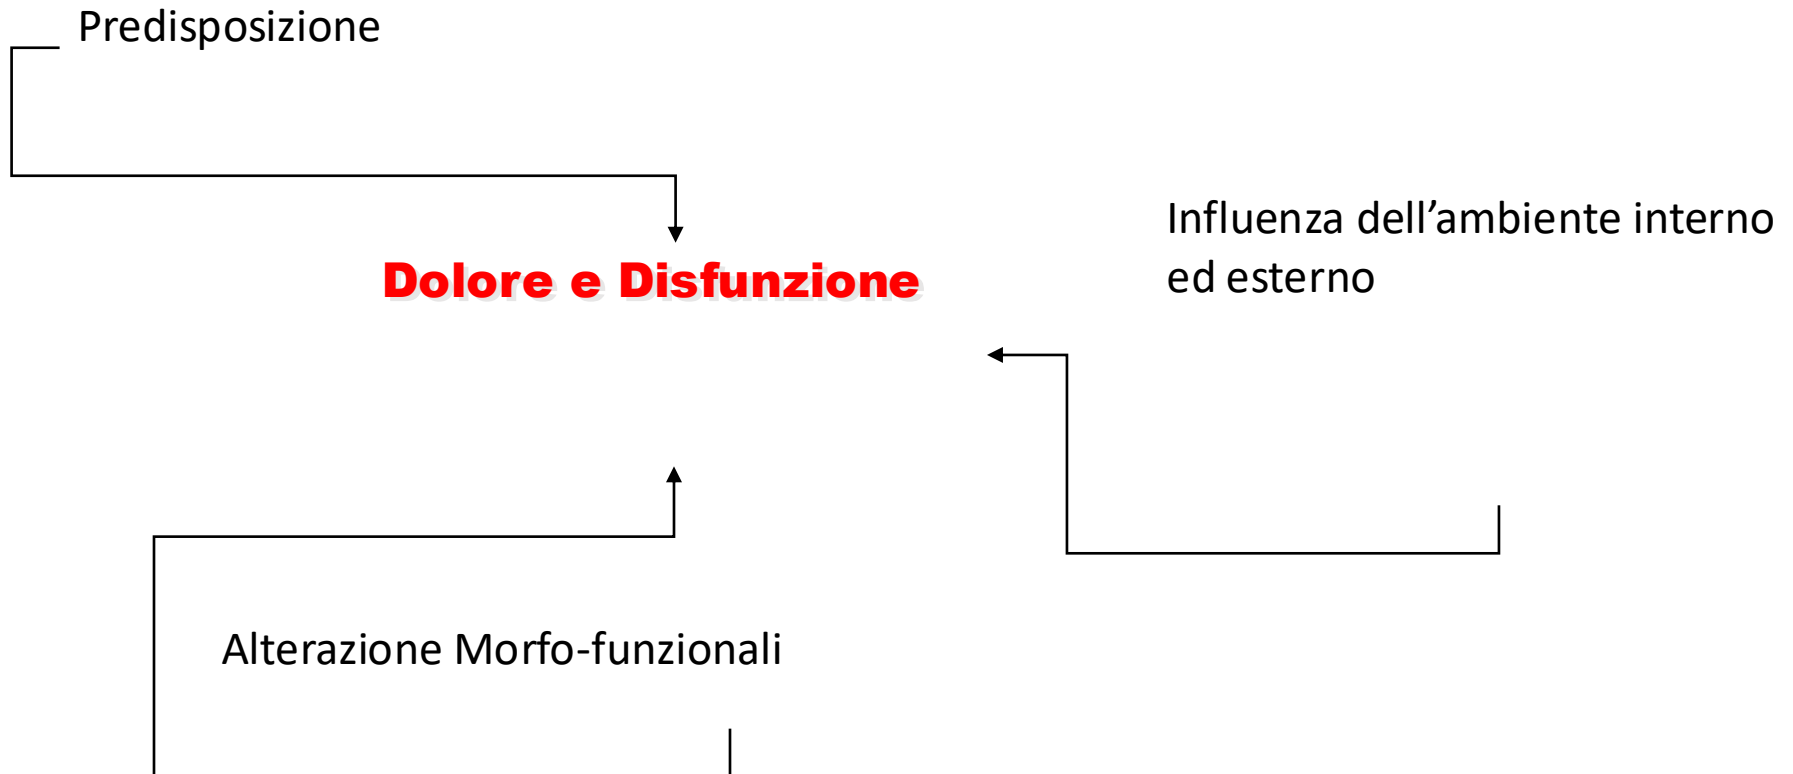 Predisposizione
Influenza dell’ambiente interno
ed esterno
Dolore e Disfunzione
Alterazione Morfo-funzionali